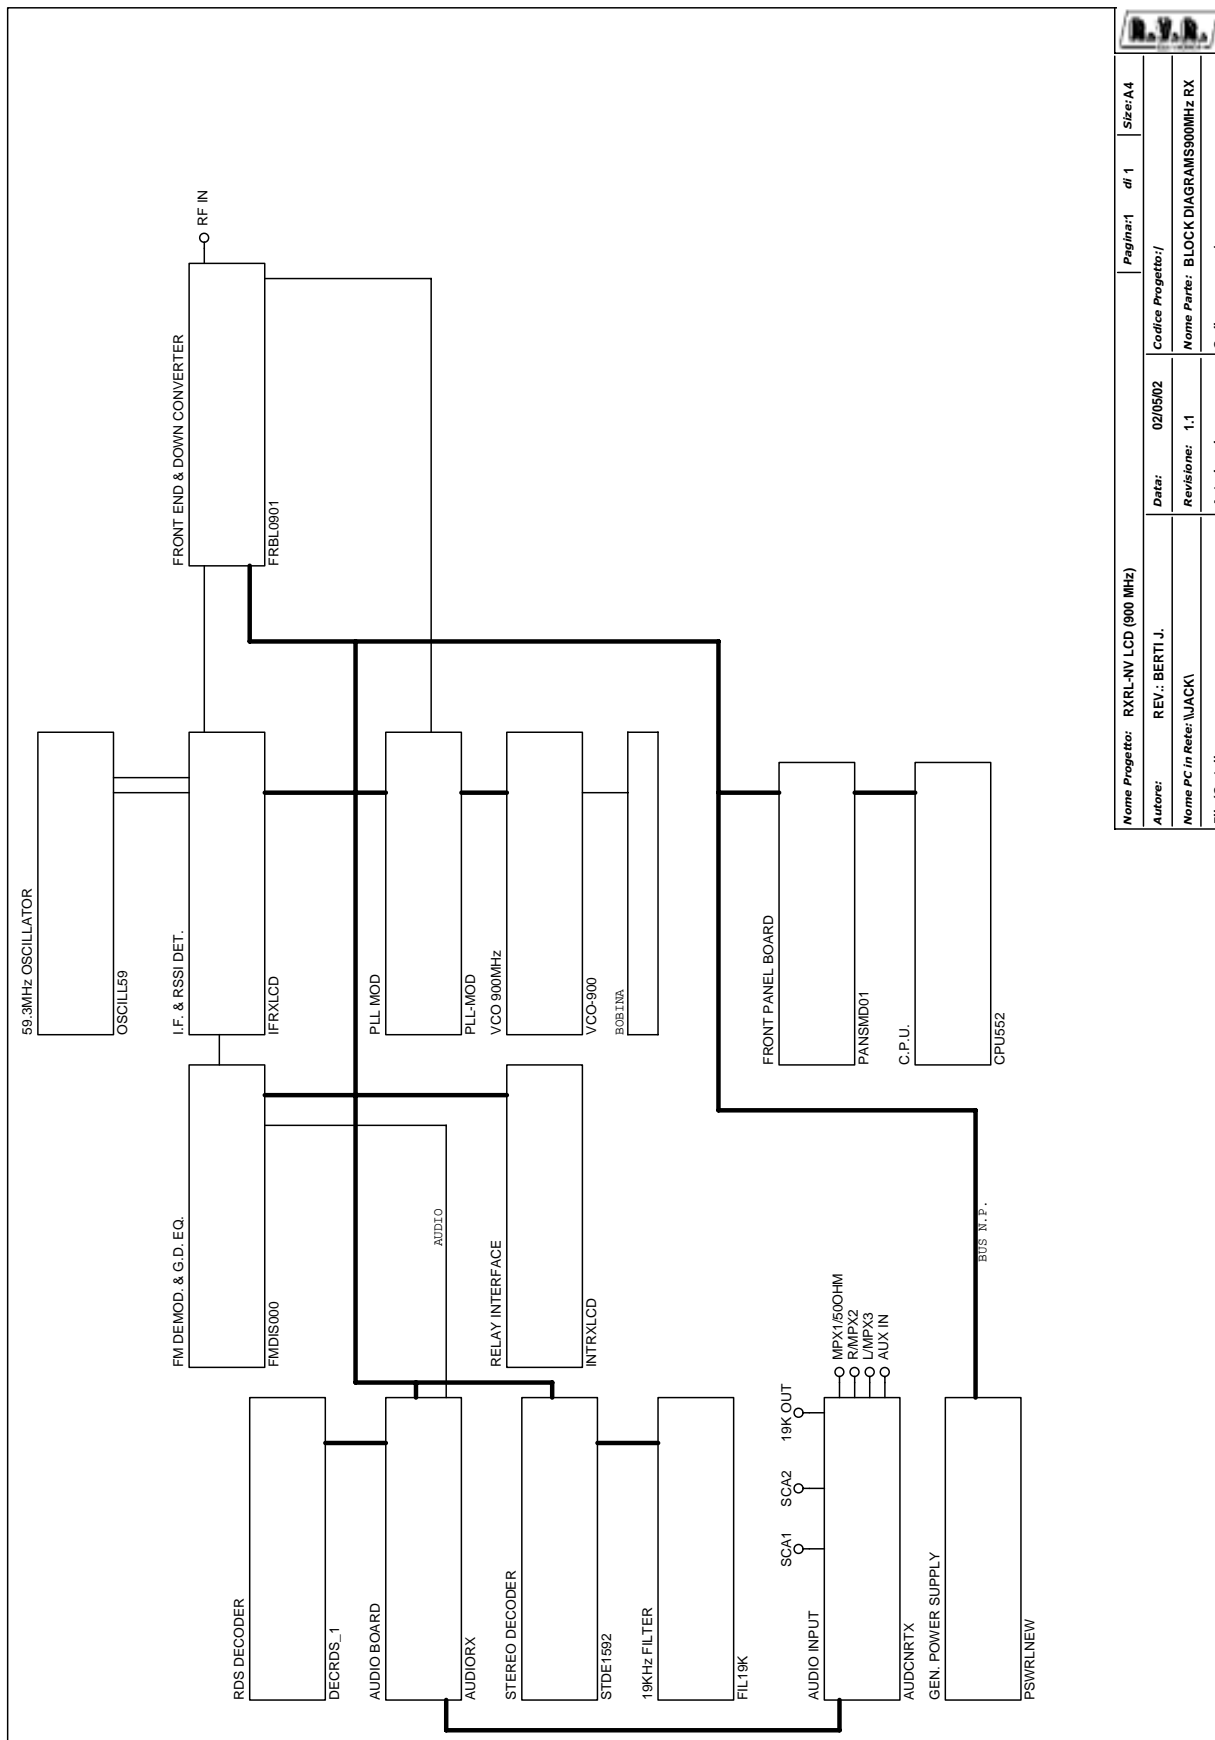 59.3MHz OSCILLATOR
OSCILL59
FRONT END & DOWN CONVERTER
FRBL0901
RF IN
I.F. & RSSI DET.
IFRXLCD
FM DEMOD. & G.D. EQ.
FMDIS000
RDS DECODER
DECRDS_1
PLL MOD
PLL-MOD
AUDIO
AUDIO BOARD
AUDIORX
VCO 900MHz
VCO-900
RELAY INTERFACE
INTRXLCD
STEREO DECODER
STDE1592
BOBINA
19KHz FILTER
FIL19K
FRONT PANEL BOARD
PANSMD01
SCA1
SCA2
19K OUT
MPX1/50OHM
R/MPX2
L/MPX3
AUX IN
AUDIO INPUT
AUDCNRTX
C.P.U.
CPU552
BUS N.P.
GEN. POWER SUPPLY
PSWRLNEW
Nome Progetto: RXRL-NV LCD (900 MHz)
Pagina:1 di 1
Size:A4
R.V.R.
Autore: REV.: BERTI J.
Data: 02/05/02
Codice Progetto:/
Nome PC in Rete: \\JACK\
Revisione: 1.1
Nome Parte: BLOCK DIAGRAMS900MHz RX